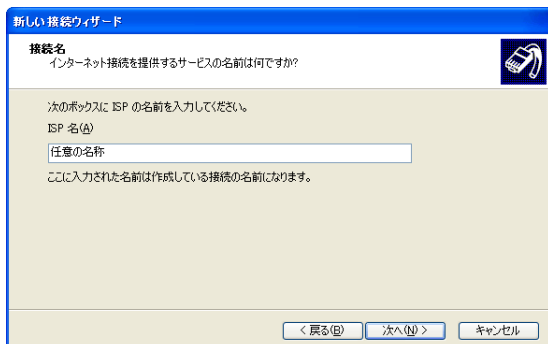 新しい接続ウィザード
接続名
インターネット接続を提供するサービスの名前は何ですか?
次のボックスに ISP の名前を入力してください。
ISP 名(A)
任意の名称
ここに入力された名前は作成している接続の名前になります。
< 戻る(B)
次へ(N) >
キャンセル